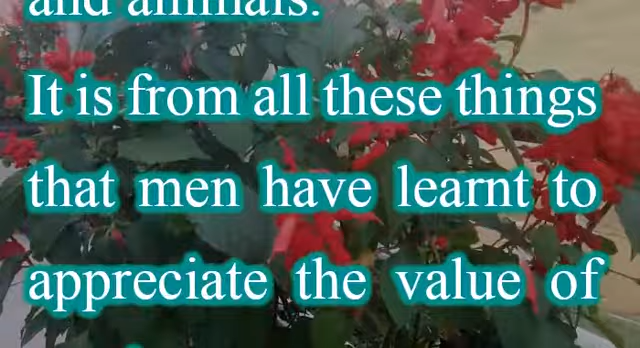 and animals.
It is from all these things
that men have learnt to
appreciate the value of